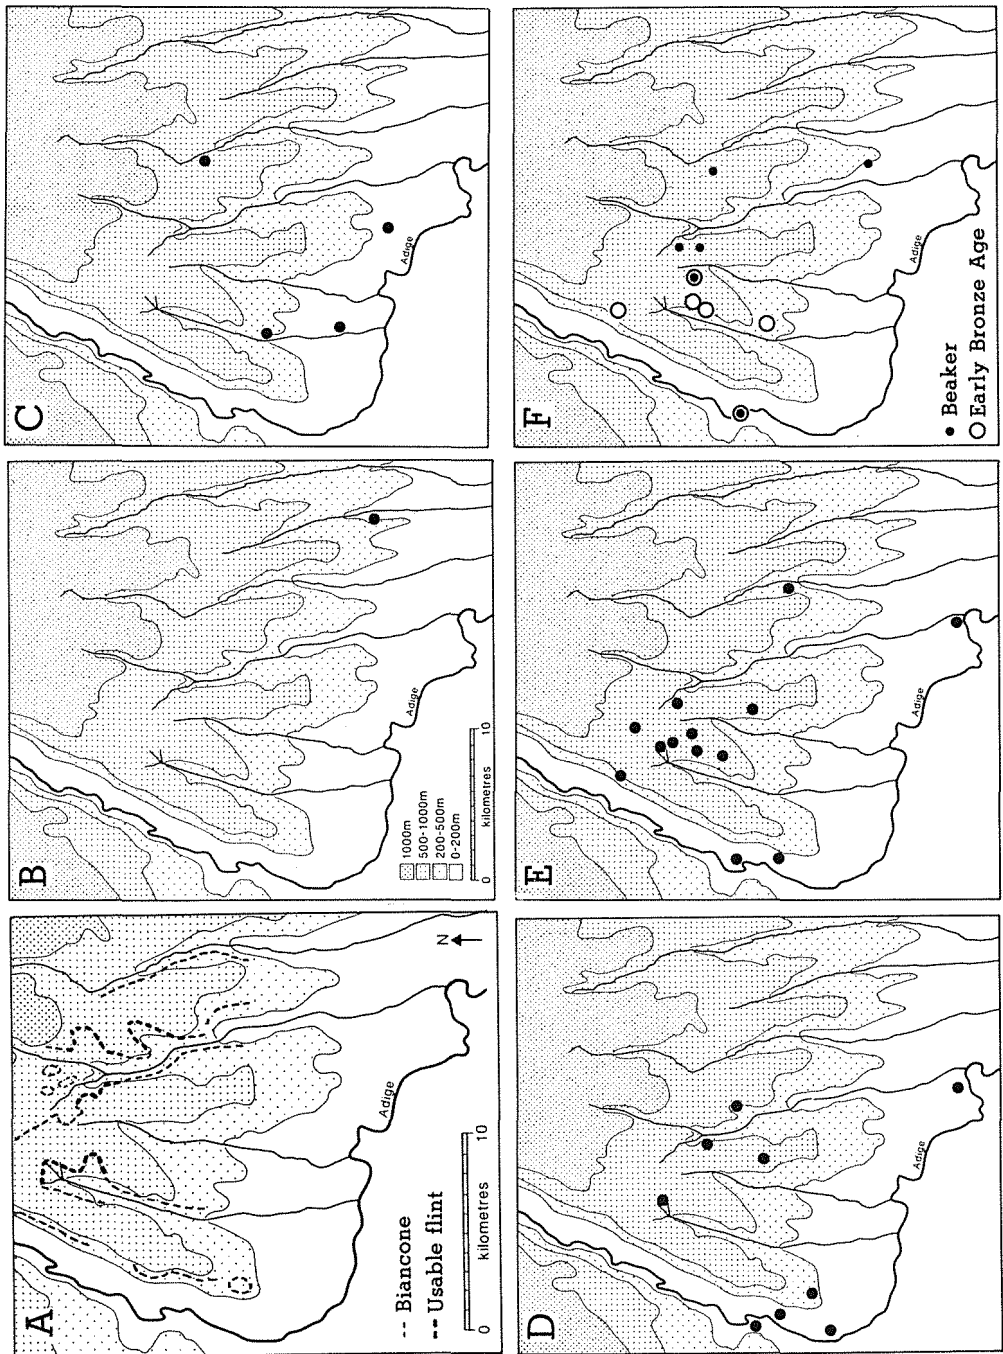 A
Adige
N
0 10
kilometres
-- Biancone
-- Usable flint
B
Adige
1000m
500-1000m
200-500m
0-200m
0 10
kilometres
C
Adige
D
Adige
E
Adige
F
Adige
Beaker
Early Bronze Age